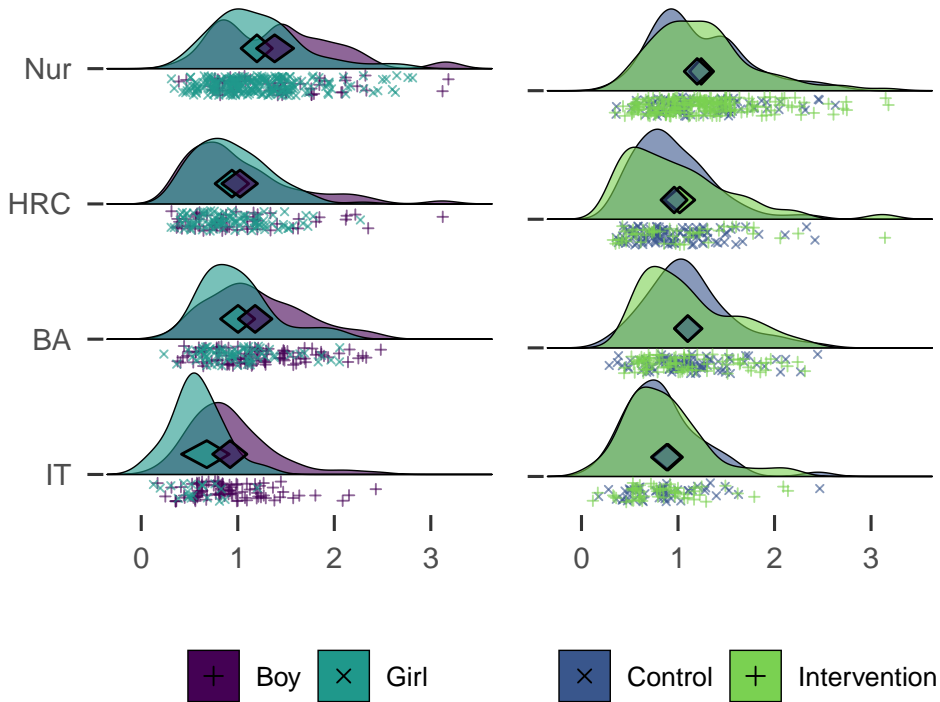 Nur
HRC
BA
IT
0 1 2 3
0 1 2 3
Boy Girl
Control Intervention